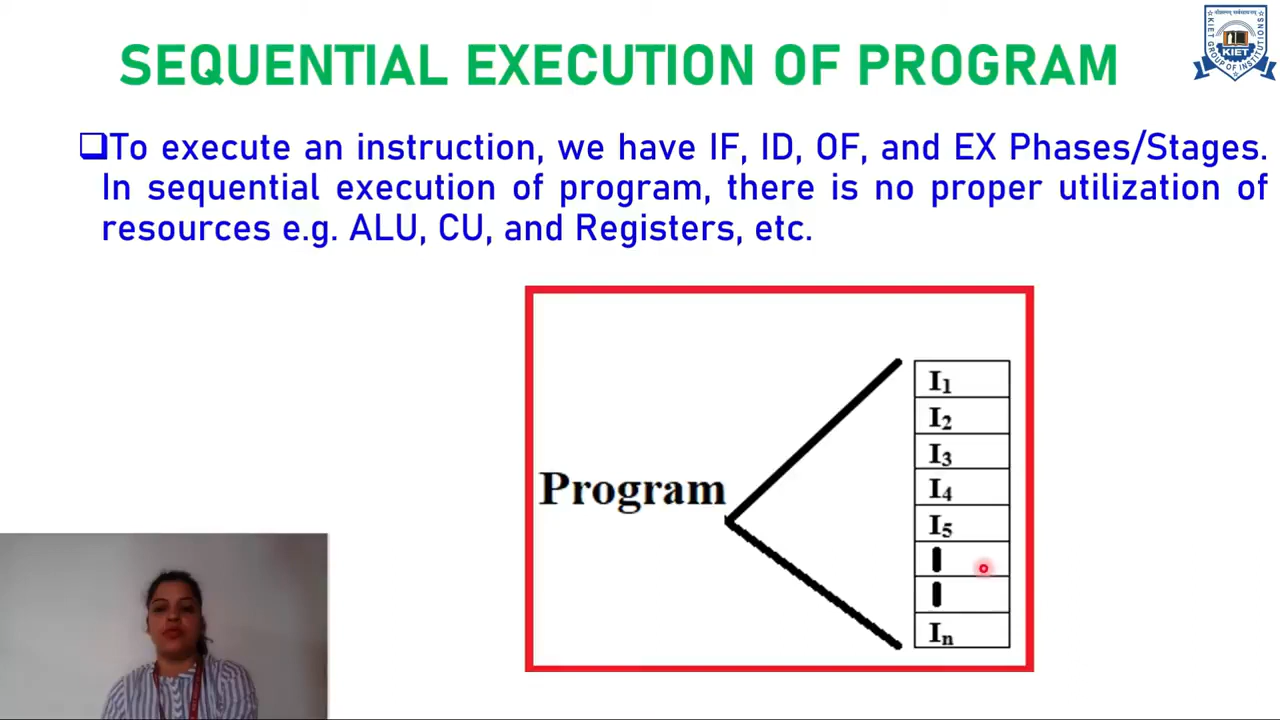 SEQUENTIAL EXECUTION OF PROGRAM
KIET
KIET GROUP OF INSTITUTIONS
❑To execute an instruction, we have IF, ID, OF, and EX Phases/Stages.
In sequential execution of program, there is no proper utilization of
resources e.g. ALU, CU, and Registers, etc.
Program
I1
I2
I3
I4
I5
In